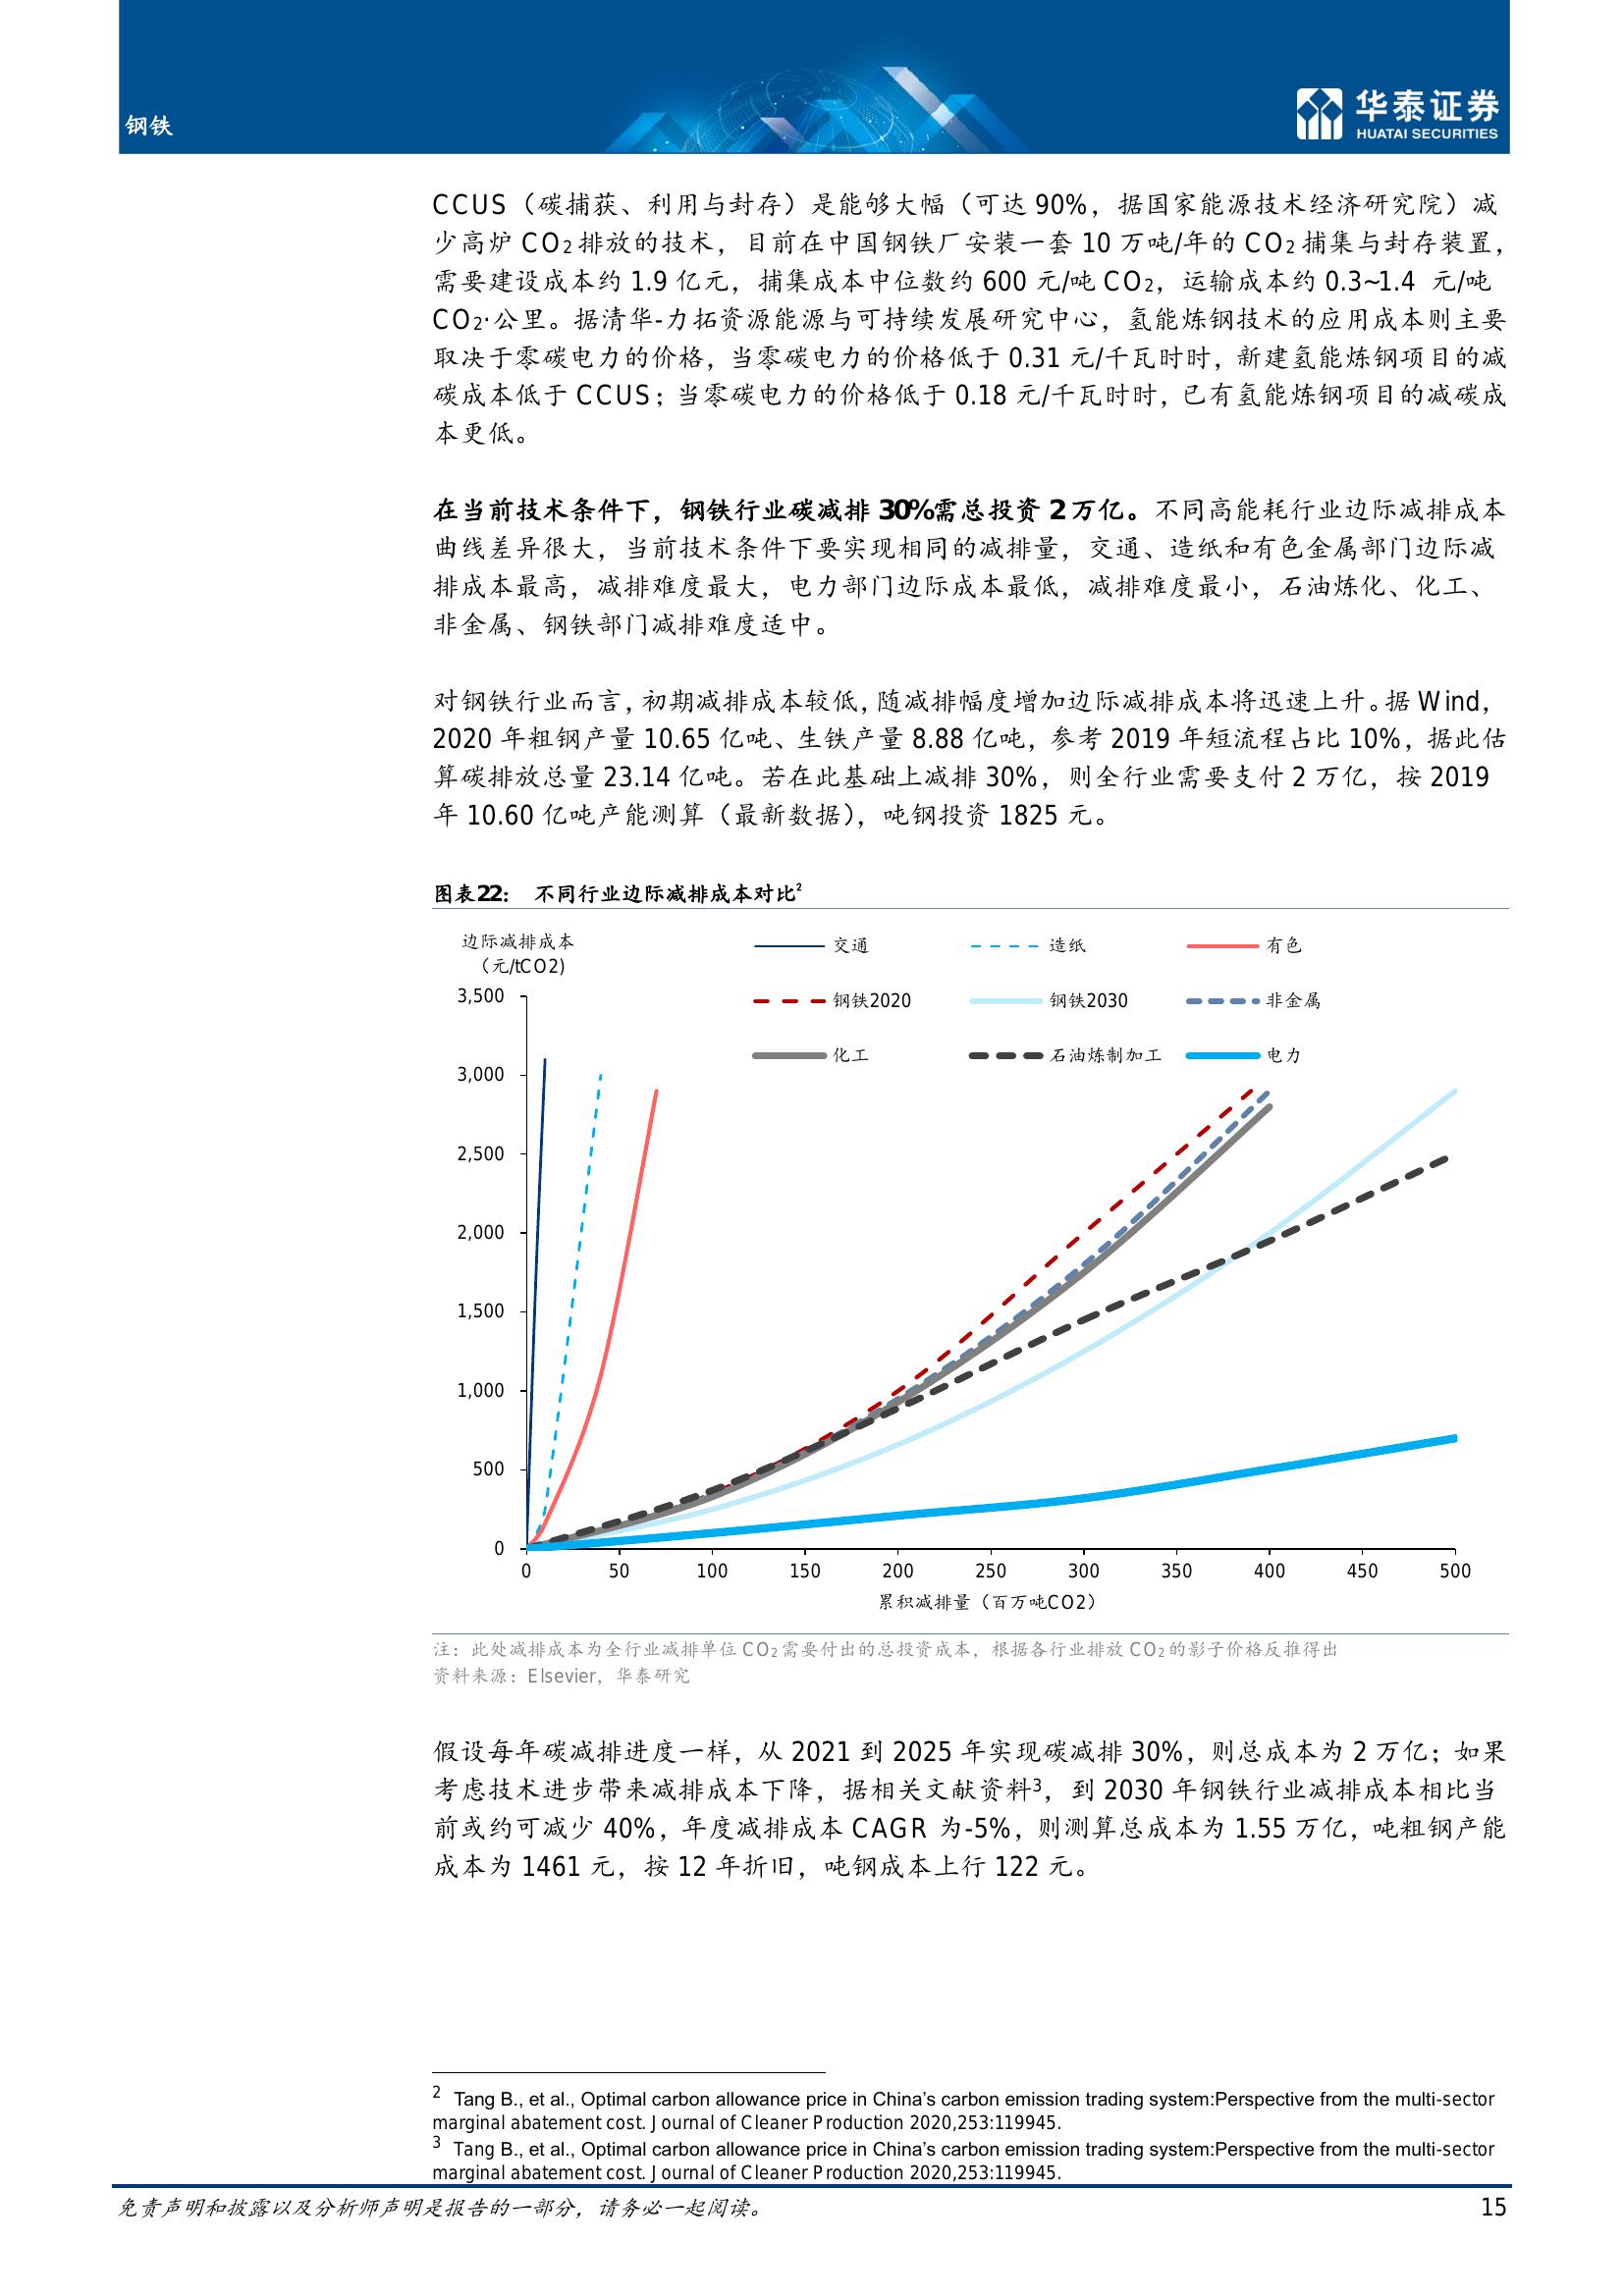 钢铁
华泰证券
HUATAI SECURITIES
CCUS（碳捕获、利用与封存）是能够大幅（可达 90%，据国家能源技术经济研究院）减
少高炉 CO2 排放的技术，目前在中国钢铁厂安装一套 10 万吨/年的 CO2 捕集与封存装置，
需要建设成本约 1.9 亿元，捕集成本中位数约 600 元/吨 CO2，运输成本约 0.3~1.4 元/吨
CO2·公里。据清华-力拓资源能源与可持续发展研究中心，氢能炼钢技术的应用成本则主要
取决于零碳电力的价格，当零碳电力的价格低于 0.31 元/千瓦时时，新建氢能炼钢项目的减
碳成本低于 CCUS；当零碳电力的价格低于 0.18 元/千瓦时时，已有氢能炼钢项目的减碳成
本更低。
在当前技术条件下，钢铁行业碳减排 30%需总投资 2 万亿。不同高能耗行业边际减排成本
曲线差异很大，当前技术条件下要实现相同的减排量，交通、造纸和有色金属部门边际减
排成本最高，减排难度最大，电力部门边际成本最低，减排难度最小，石油炼化、化工、
非金属、钢铁部门减排难度适中。
对钢铁行业而言，初期减排成本较低，随减排幅度增加边际减排成本将迅速上升。据 Wind，
2020 年粗钢产量 10.65 亿吨、生铁产量 8.88 亿吨，参考 2019 年短流程占比 10%，据此估
算碳排放总量 23.14 亿吨。若在此基础上减排 30%，则全行业需要支付 2 万亿，按 2019
年 10.60 亿吨产能测算（最新数据），吨钢投资 1825 元。
图表22： 不同行业边际减排成本对比2
边际减排成本
（元/tCO2)
交通 造纸 有色
钢铁2020 钢铁2030 非金属
化工 石油炼制加工 电力
3,500
3,000
2,500
2,000
1,500
1,000
500
0
0 50 100 150 200 250 300 350 400 450 500
累积减排量（百万吨CO2）
注：此处减排成本为全行业减排单位 CO2 需要付出的总投资成本，根据各行业排放 CO2 的影子价格反推得出
资料来源：Elsevier，华泰研究
假设每年碳减排进度一样，从 2021 到 2025 年实现碳减排 30%，则总成本为 2 万亿；如果
考虑技术进步带来减排成本下降，据相关文献资料3，到 2030 年钢铁行业减排成本相比当
前或约可减少 40%，年度减排成本 CAGR 为-5%，则测算总成本为 1.55 万亿，吨粗钢产能
成本为 1461 元，按 12 年折旧，吨钢成本上行 122 元。
2 Tang B., et al., Optimal carbon allowance price in China’s carbon emission trading system:Perspective from the multi-sector
marginal abatement cost. Journal of Cleaner Production 2020,253:119945.
3 Tang B., et al., Optimal carbon allowance price in China’s carbon emission trading system:Perspective from the multi-sector
marginal abatement cost. Journal of Cleaner Production 2020,253:119945.
免责声明和披露以及分析师声明是报告的一部分，请务必一起阅读。
15